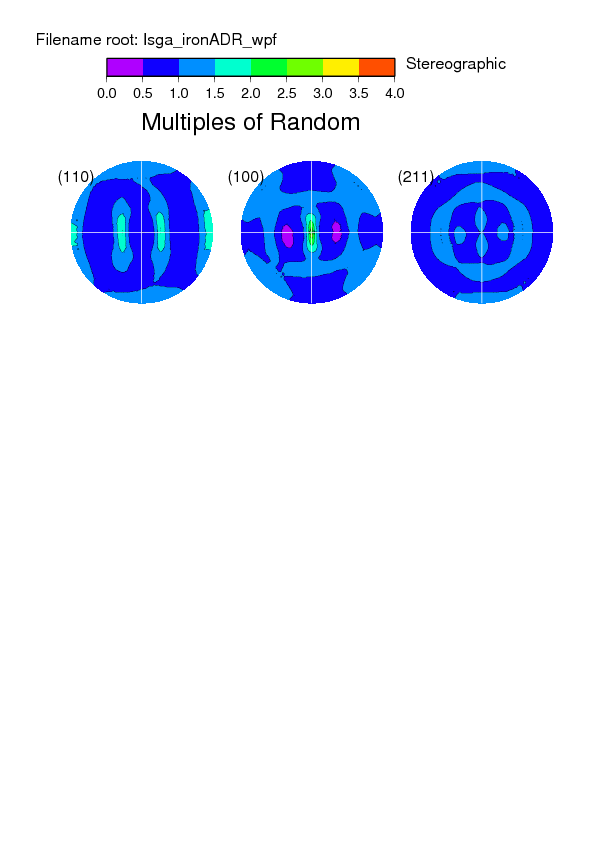 Filename root: Isga_ironADR_wpf
Stereographic
0.0 0.5 1.0 1.5 2.0 2.5 3.0 3.5 4.0
Multiples of Random
(110) (100) (211)